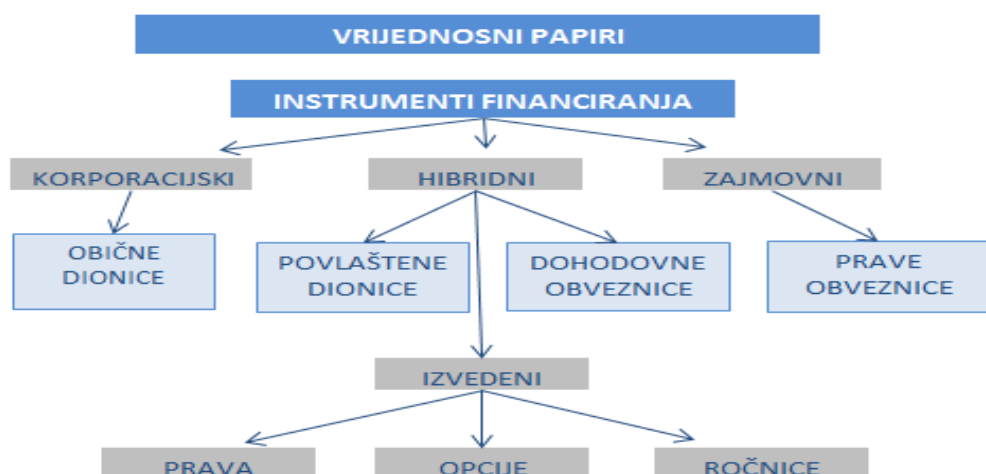 VRIJEDNOSNI PAPIRI
INSTRUMENTI FINANCIRANJA
KORPORACIJSKI
HIBRIDNI
ZAJMOVNI
OBIČNE
DIONICE
POVLAŠTENE
DIONICE
DOHODOVNE
OBVEZNICE
PRAVE
OBVEZNICE
IZVEDENI
PRAVA
OPCIJE
ROČNICE